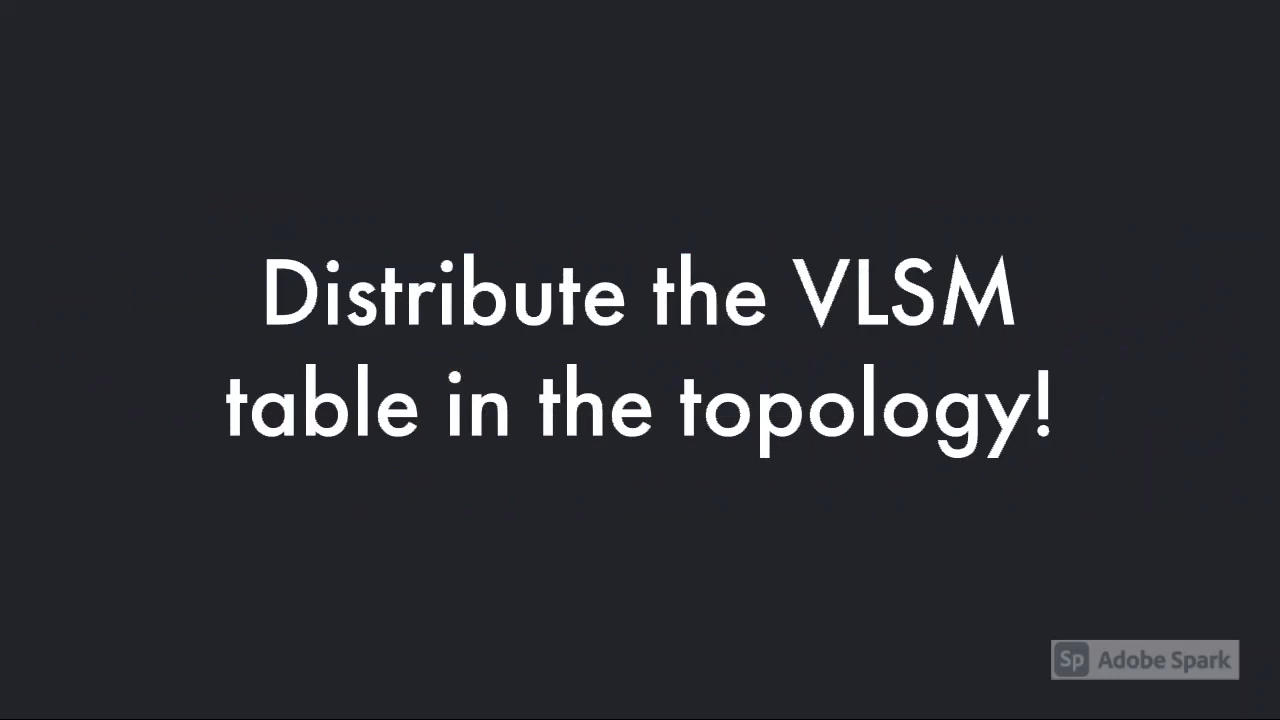 Distribute the VLSM
table in the topology!
Sp Adobe Spark